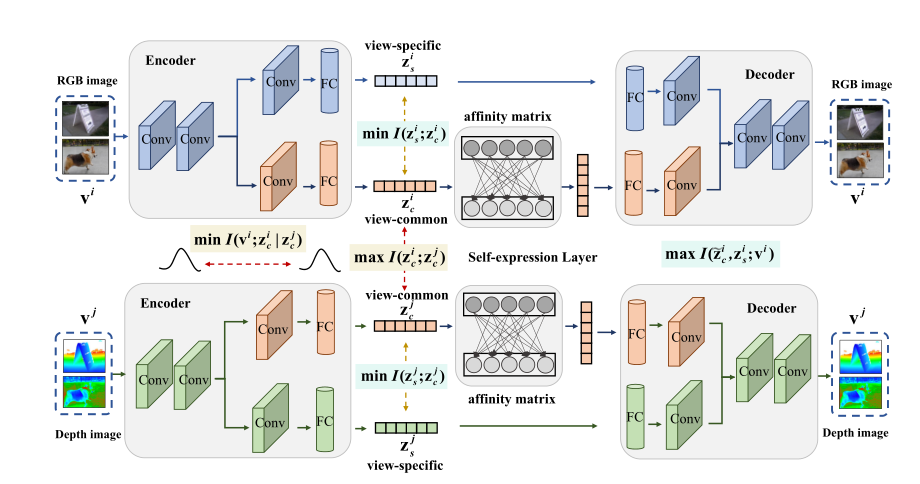 Encoder
view-specific
z_s^i
Decoder
RGB image
RGB image
Conv
FC
FC
Conv
Conv
Conv
min I(z_s^i;z_c^i)
affinity matrix
Conv
Conv
Conv
FC
FC
Conv
v^i
z_c^i
v^i
view-common
min I(v^i;z_c^i|z_c^j)
max I(z_c^i;z_c^j)
Self-expression Layer
max I(z̃_c^i,z_s^i;v^i)
Encoder
view-common
Decoder
v^j
z_c^j
v^j
Conv
FC
FC
Conv
Conv
Conv
min I(z_s^j;z_c^j)
Conv
Conv
affinity matrix
Conv
FC
FC
Conv
Depth image
z_s^j
Depth image
view-specific